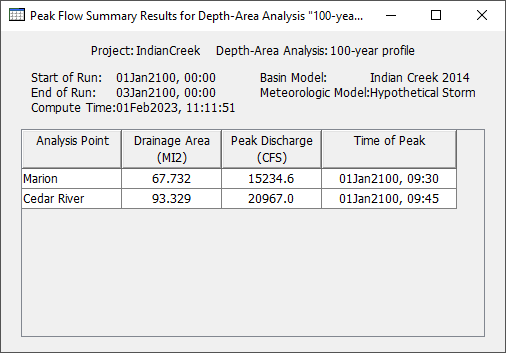 Peak Flow Summary Results for Depth-Area Analysis "100-yea...
Project: IndianCreek Depth-Area Analysis: 100-year profile
Start of Run: 01Jan2100, 00:00 Basin Model: Indian Creek 2014
End of Run: 03Jan2100, 00:00 Meteorologic Model:Hypothetical Storm
Compute Time:01Feb2023, 11:11:51
Analysis Point Drainage Area Peak Discharge Time of Peak
(MI2) (CFS)
Marion 67.732 15234.6 01Jan2100, 09:30
Cedar River 93.329 20967.0 01Jan2100, 09:45